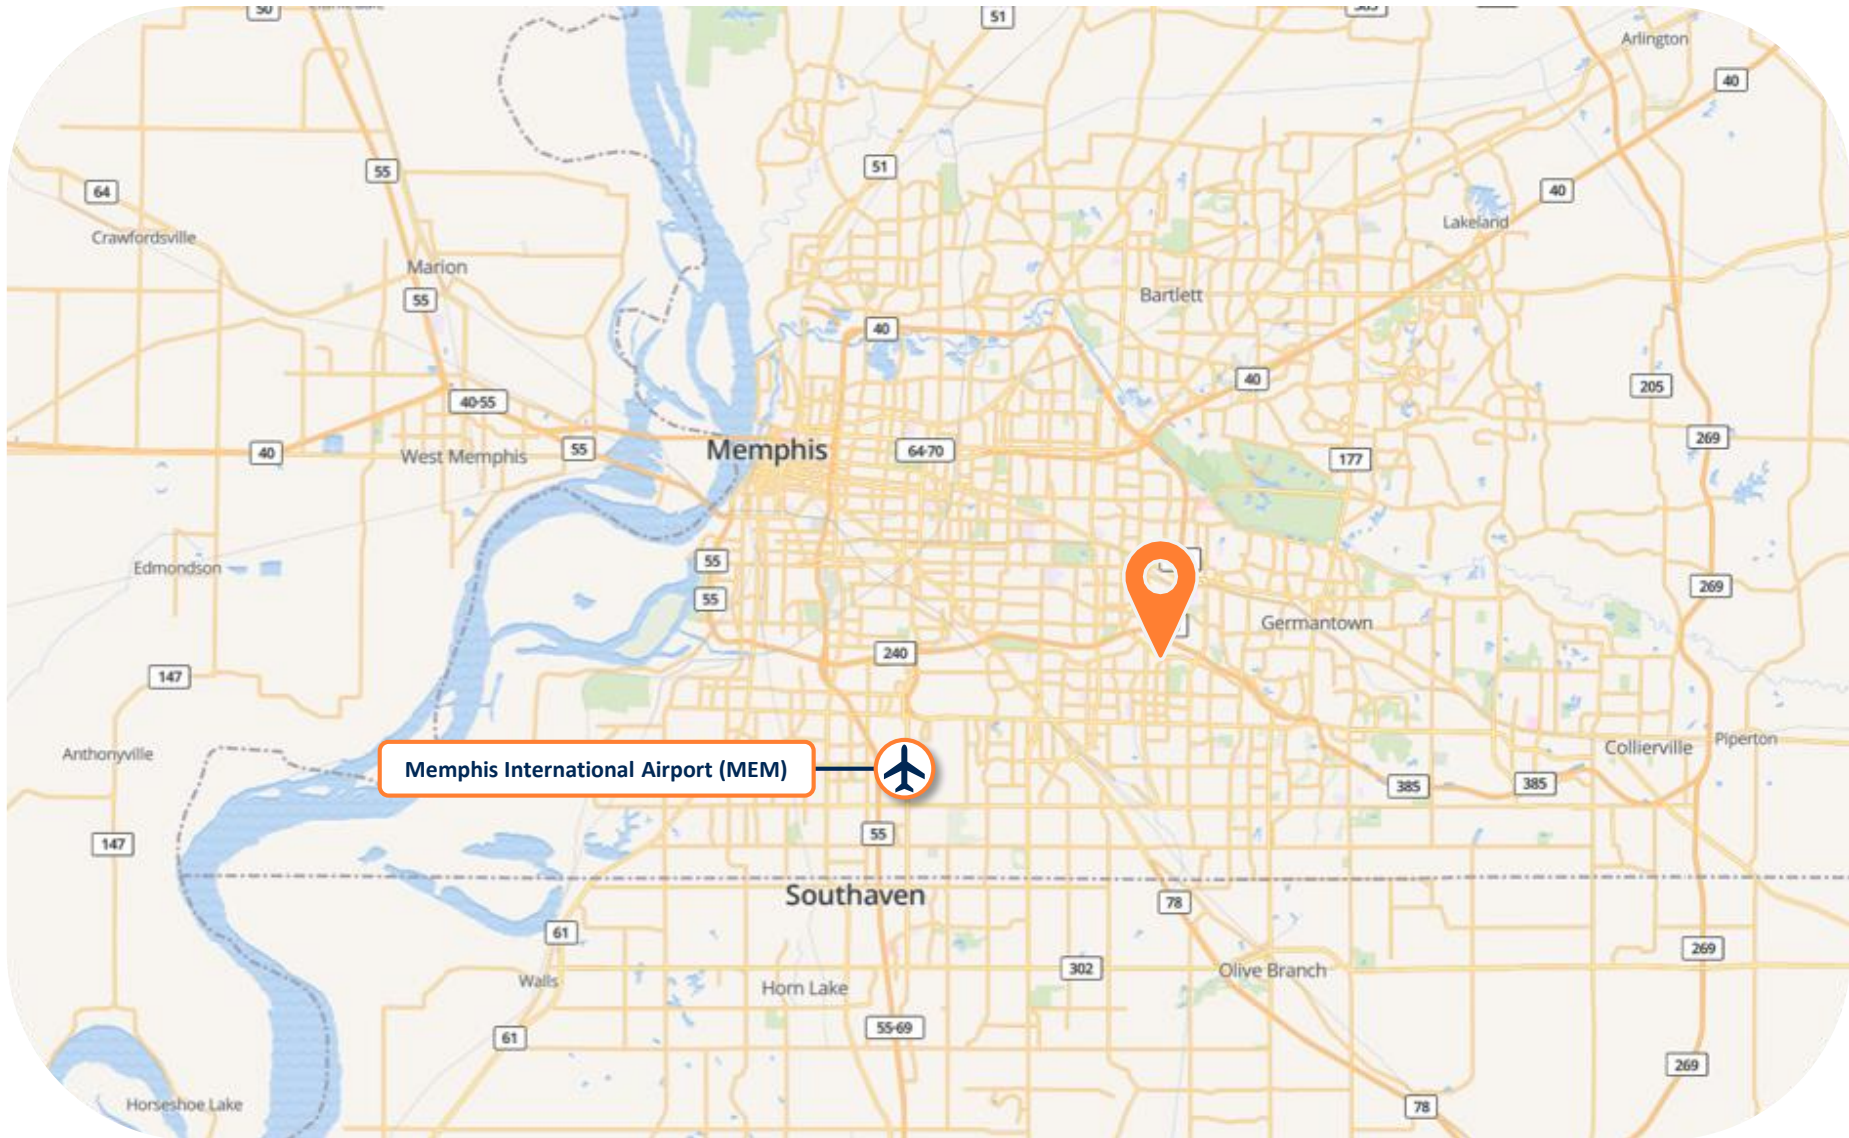 50
51
Arlington
40
55
51
64
40
Crawfordsville
Lakeland
Marion
55
Bartlett
40
40
205
40-55
269
Memphis
64-70
55
40
West Memphis
177
55
Edmondson
269
55
Germantown
240
147
Anthonyville
Collierville
Piperton
Memphis International Airport (MEM)
385
385
55
147
Southaven
78
61
269
302
Olive Branch
Walls
Horn Lake
55-69
61
269
Horseshoe Lake
78